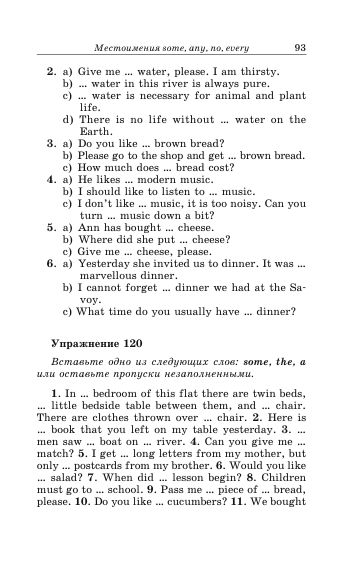 Местоимения some, any, no, every 93
2. a) Give me ... water, please. I am thirsty.
b) ... water in this river is always pure.
c) ... water is necessary for animal and plant
life.
d) There is no life without ... water on the
Earth.
3. a) Do you like ... brown bread?
b) Please go to the shop and get ... brown bread.
c) How much does ... bread cost?
4. a) He likes ... modern music.
b) I should like to listen to ... music.
c) I don't like ... music, it is too noisy. Can you
turn ... music down a bit?
5. a) Ann has bought ... cheese.
b) Where did she put ... cheese?
c) Give me ... cheese, please.
6. a) Yesterday she invited us to dinner. It was ...
marvellous dinner.
b) I cannot forget ... dinner we had at the Sa-
voy.
c) What time do you usually have ... dinner?
Упражнение 120
Вставьте одно из следующих слов: some, the, a
или оставьте пропуски незаполненными.
1. In ... bedroom of this flat there are twin beds,
... little bedside table between them, and ... chair.
There are clothes thrown over ... chair. 2. Here is
... book that you left on my table yesterday. 3. ...
men saw ... boat on ... river. 4. Can you give me ...
match? 5. I get ... long letters from my mother, but
only ... postcards from my brother. 6. Would you like
... salad? 7. When did ... lesson begin? 8. Children
must go to ... school. 9. Pass me ... piece of ... bread,
please. 10. Do you like ... cucumbers? 11. We bought